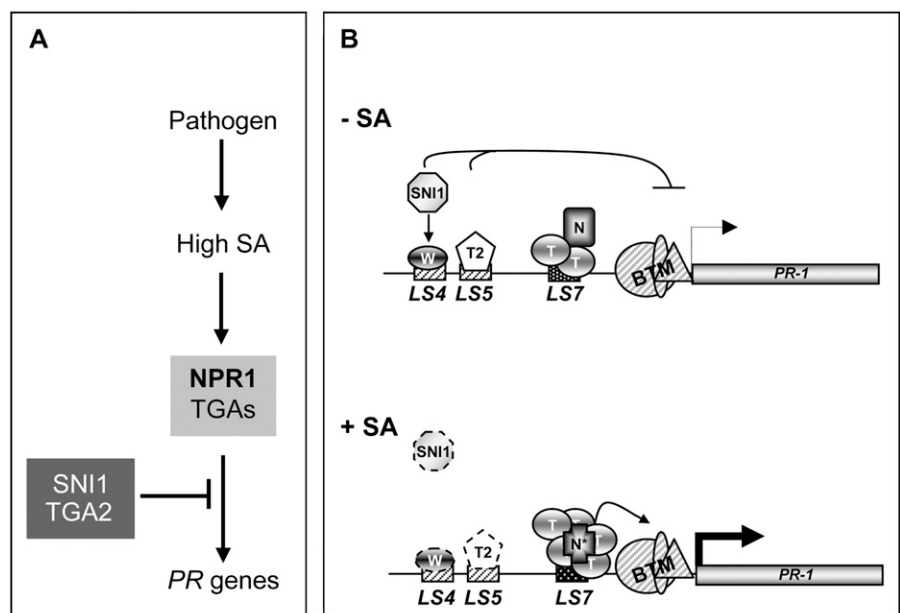 A
Pathogen
High SA
NPR1
TGAs
SNI1
TGA2
PR genes
B
- SA
SNI1
N
W
T2
T
T
BTM
PR-1
LS4
LS5
LS7
+ SA
SNI1
T
T
N*
T
W
T2
T
BTM
PR-1
LS4
LS5
LS7